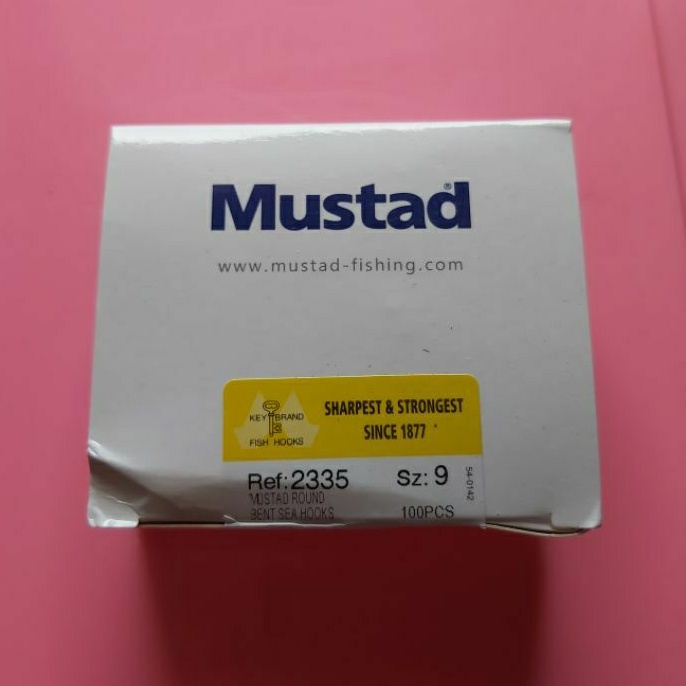 Mustad®
www.mustad-fishing.com
KEY BRAND
FISH HOOKS
SHARPEST & STRONGEST
SINCE 1877
Ref: 2335 Sz: 9
MUSTAD ROUND
BENT SEA HOOKS 100PCS
54-0142